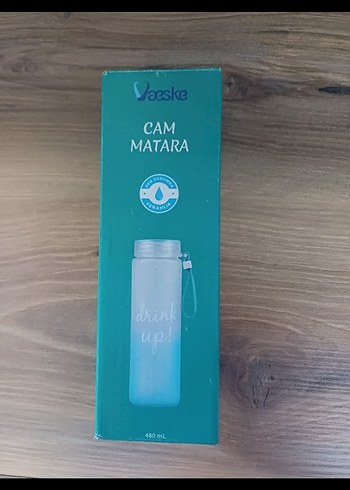 Vaeske
CAM
MATARA
drink
up!
480 mL